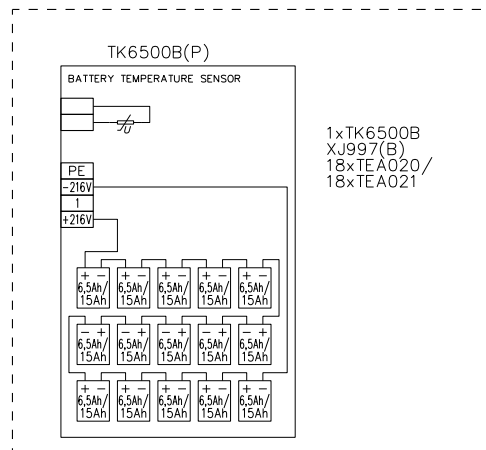 TK6500B(P)
BATTERY TEMPERATURE SENSOR
1xTK6500B
XJ997(B)
18xTEA020/
18xTEA021
PE
-216V
1
+216V
+ - + - + - + - + -
6,5Ah/ 6,5Ah/ 6,5Ah/ 6,5Ah/ 6,5Ah/
15Ah 15Ah 15Ah 15Ah 15Ah
- + - + - + - + - +
6,5Ah/ 6,5Ah/ 6,5Ah/ 6,5Ah/ 6,5Ah/
15Ah 15Ah 15Ah 15Ah 15Ah
+ - + - + - + - + -
6,5Ah/ 6,5Ah/ 6,5Ah/ 6,5Ah/ 6,5Ah/
15Ah 15Ah 15Ah 15Ah 15Ah